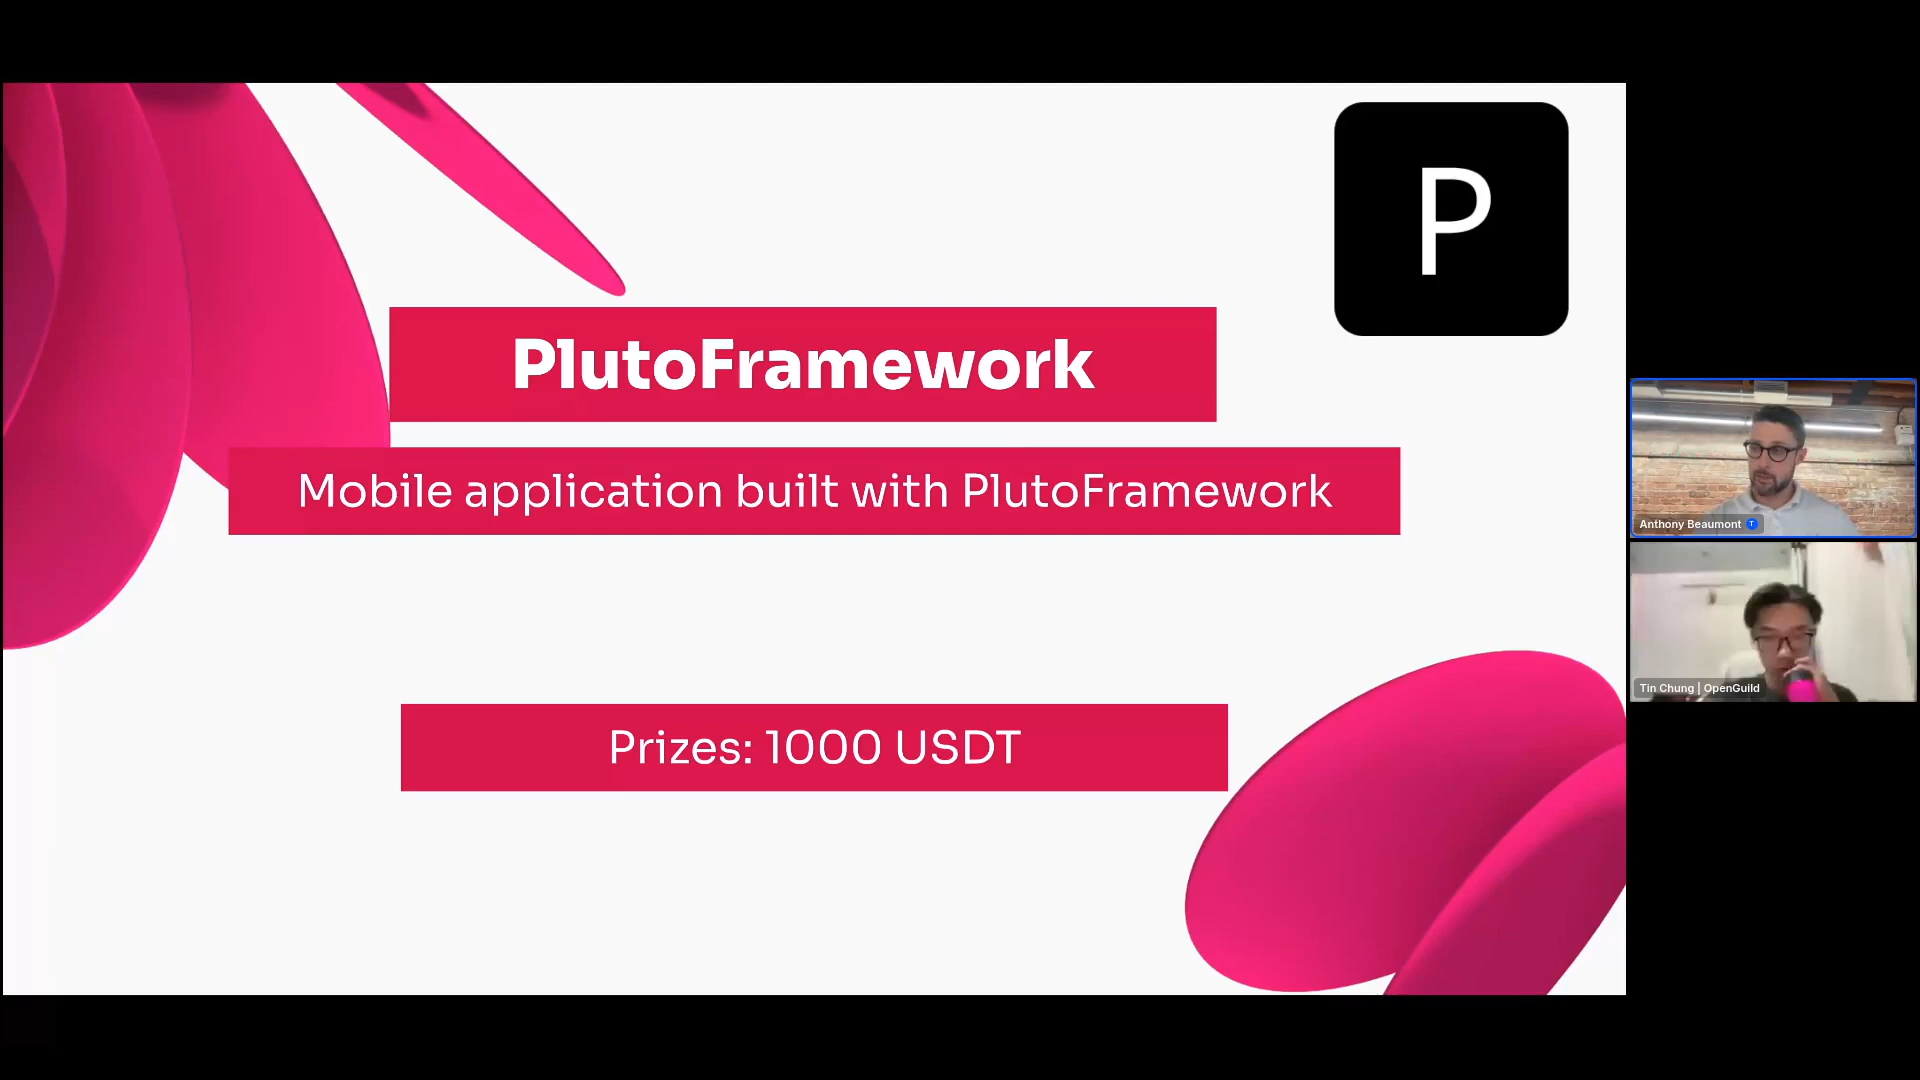 P
PlutoFramework
Mobile application built with PlutoFramework
Prizes: 1000 USDT
Anthony Beaumont T
Tin Chung | OpenGuild